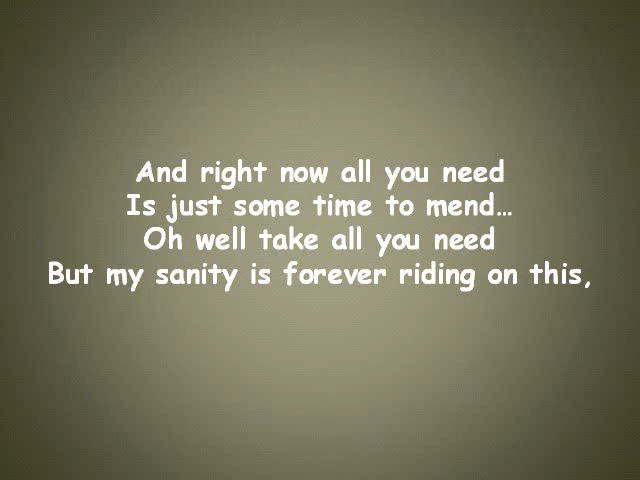 And right now all you need
Is just some time to mend…
Oh well take all you need
But my sanity is forever riding on this,